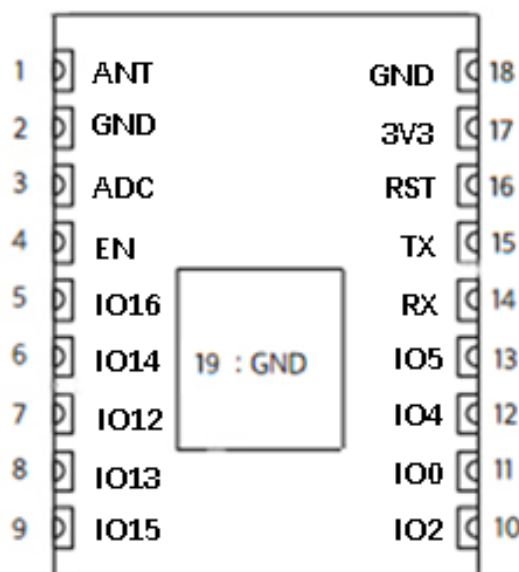 1 ANT GND 18
2 GND 3V3 17
3 ADC RST 16
4 EN TX 15
5 IO16 RX 14
6 IO14 19 : GND IO5 13
7 IO12 IO4 12
8 IO13 IO0 11
9 IO15 IO2 10